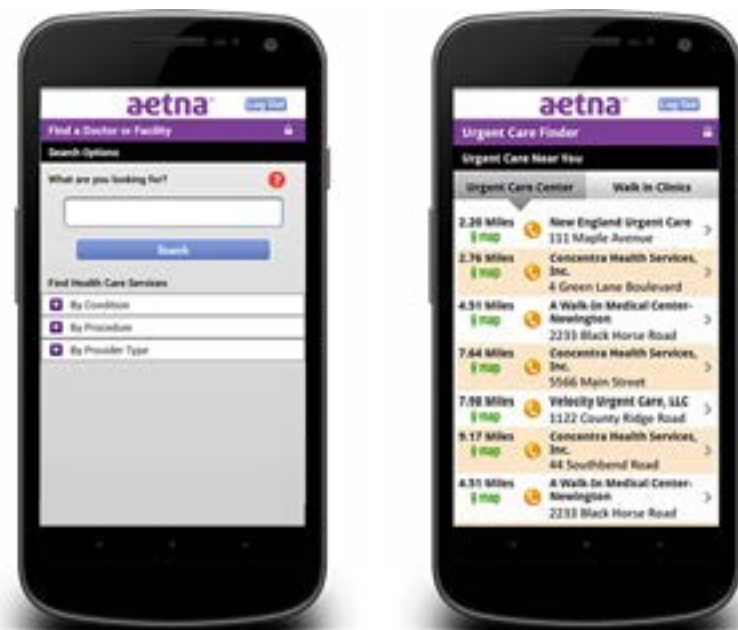 aetna
Log Out
Find a Doctor or Facility
Search Options
What are you looking for?
?
Search
Find Health Care Services
By Condition
By Procedure
By Provider Type
aetna
Log Out
Urgent Care Finder
Urgent Care Near You
Urgent Care Center
Walk In Clinics
2.20 Miles New England Urgent Care
map 111 Maple Avenue
2.76 Miles Concentra Health Services,
map Inc.
4 Green Lane Boulevard
4.51 Miles A Walk-In Medical Center-
map Newington
2233 Black Horse Road
7.64 Miles Concentra Health Services,
map Inc.
5566 Main Street
7.98 Miles Velocity Urgent Care, LLC
map 1122 County Ridge Road
9.17 Miles Concentra Health Services,
map Inc.
44 Southbend Road
4.51 Miles A Walk-In Medical Center-
map Newington
2233 Black Horse Road